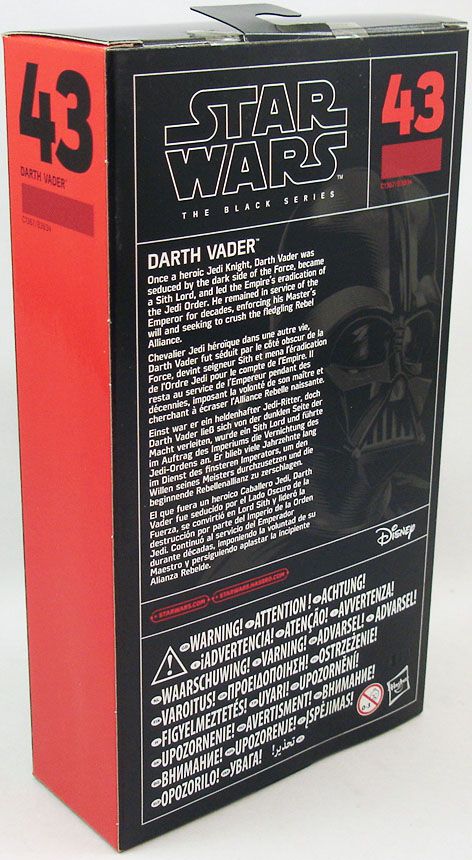 43
DARTH VADER™
C1367/B3834
STAR
WARS™
THE BLACK SERIES
43
C1367/B3834
DARTH VADER™
Once a heroic Jedi Knight, Darth Vader was
seduced by the dark side of the Force, became
a Sith Lord, and led the Empire's eradication of
the Jedi Order. He remained in service of the
Emperor for decades, enforcing his Master's
will and seeking to crush the fledgling Rebel
Alliance.
Chevalier Jedi héroïque dans une autre vie,
Darth Vader fut séduit par le côté obscur de la
Force, devint seigneur Sith et mena l'éradication
de l'Ordre Jedi pour le compte de l'Empire. Il
resta au service de l'Empereur pendant des
décennies, imposant la volonté de son maître et
cherchant à écraser l'Alliance Rebelle naissante.
Einst war er ein heldenhafter Jedi-Ritter, doch
Darth Vader ließ sich von der dunklen Seite der
Macht verleiten, wurde ein Sith Lord und führte
im Auftrag des Imperiums die Vernichtung des
Jedi-Ordens an. Er blieb viele Jahrzehnte lang
im Dienst des finsteren Imperators, um den
Willen seines Meisters durchzusetzen und die
beginnende Rebellenallianz zu zerschlagen.
El que fuera un heroico Caballero Jedi, Darth
Vader fue seducido por el Lado Oscuro de la
Fuerza, se convirtió en Lord Sith y lideró la
destrucción por parte del Imperio de la Orden
Jedi. Continuó al servicio del Emperador
durante décadas, imponiendo la voluntad de su
Maestro y persiguiendo aplastar la incipiente
Alianza Rebelde.
Disney
STARWARS.COM STARWARS.HASBRO.COM
WARNING! ATTENTION! ACHTUNG!
¡ADVERTENCIA! ATENÇÃO! AVVERTENZA!
WAARSCHUWING! VARNING! ADVARSEL! ADVARSEL!
VAROITUS! ΠΡΟΕΙΔΟΠΟΙΗΣΗ! OSTRZEŻENIE!
FIGYELMEZTETÉS! UYARI! UPOZORNĚNÍ!
UPOZORNENIE! AVERTISMENT! ВНИМАНИЕ!
ВНИМАНИЕ! UPOZORENJE! ĮSPĖJIMAS!
OPOZORILO! УВАГА! تحذير!
0-3
Hasbro